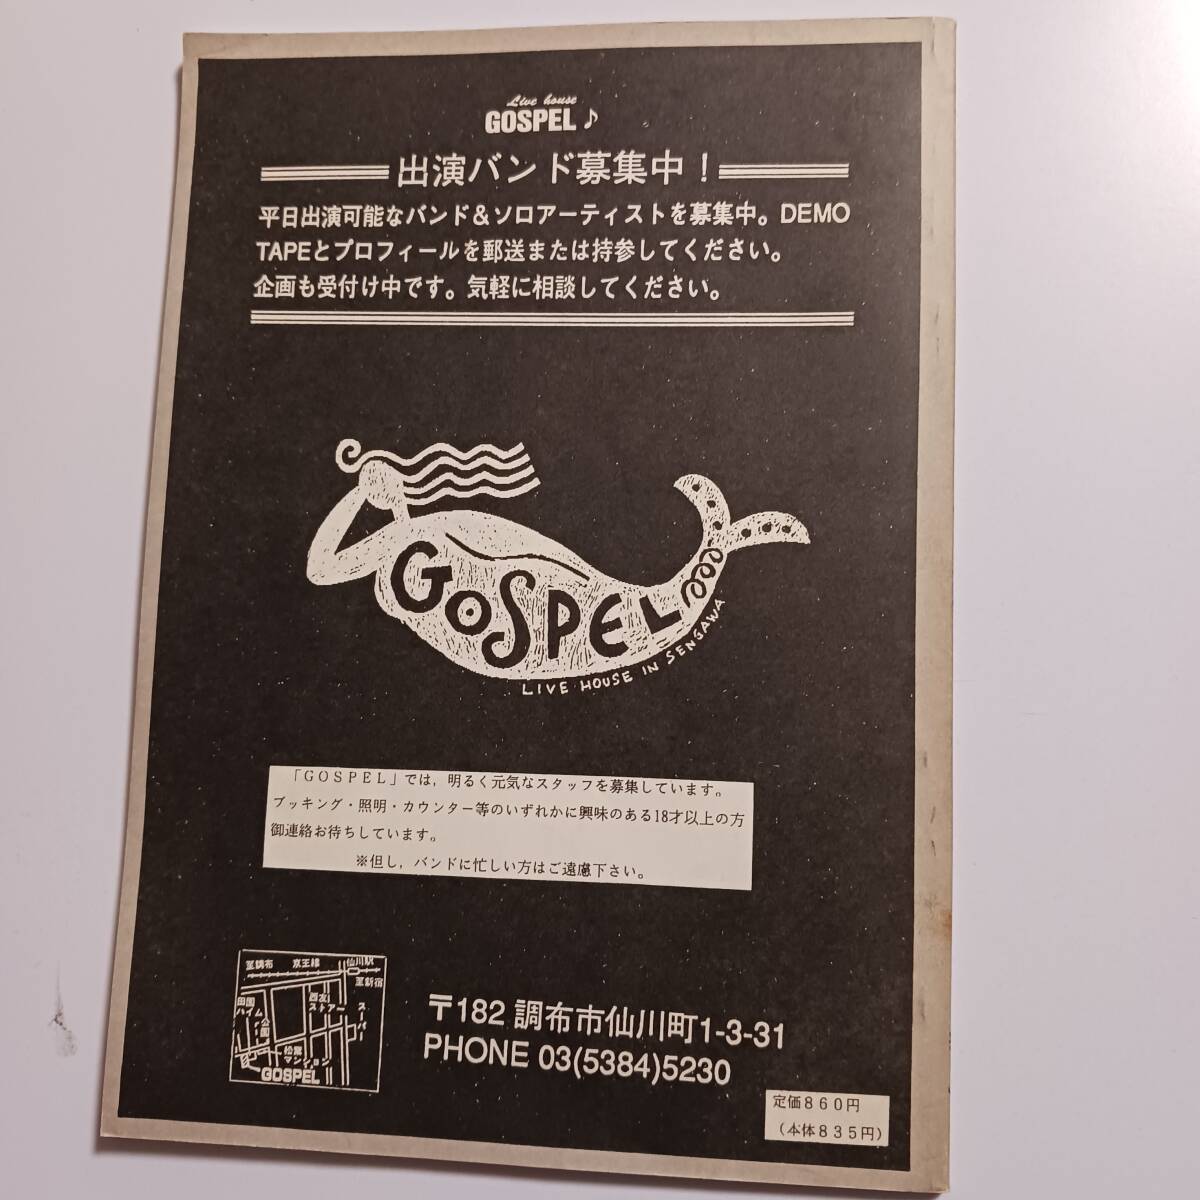 Live house
GOSPEL♪
出演バンド募集中！
平日出演可能なバンド＆ソロアーティストを募集中。DEMO
TAPEとプロフィールを郵送または持参してください。
企画も受付け中です。気軽に相談してください。
GOSPEL
LIVE HOUSE IN SENGAWA
「GOSPEL」では，明るく元気なスタッフを募集しています。
ブッキング・照明・カウンター等のいずれかに興味のある18才以上の方
御連絡お待ちしています。
※但し，バンドに忙しい方はご遠慮下さい。
至調布 京王線 仙川駅
至新宿
田園
ハイム
公園
西友
ストアー
スーパー
松葉
マンション
GOSPEL
〒182 調布市仙川町1-3-31
PHONE 03(5384)5230
定価860円
（本体835円）